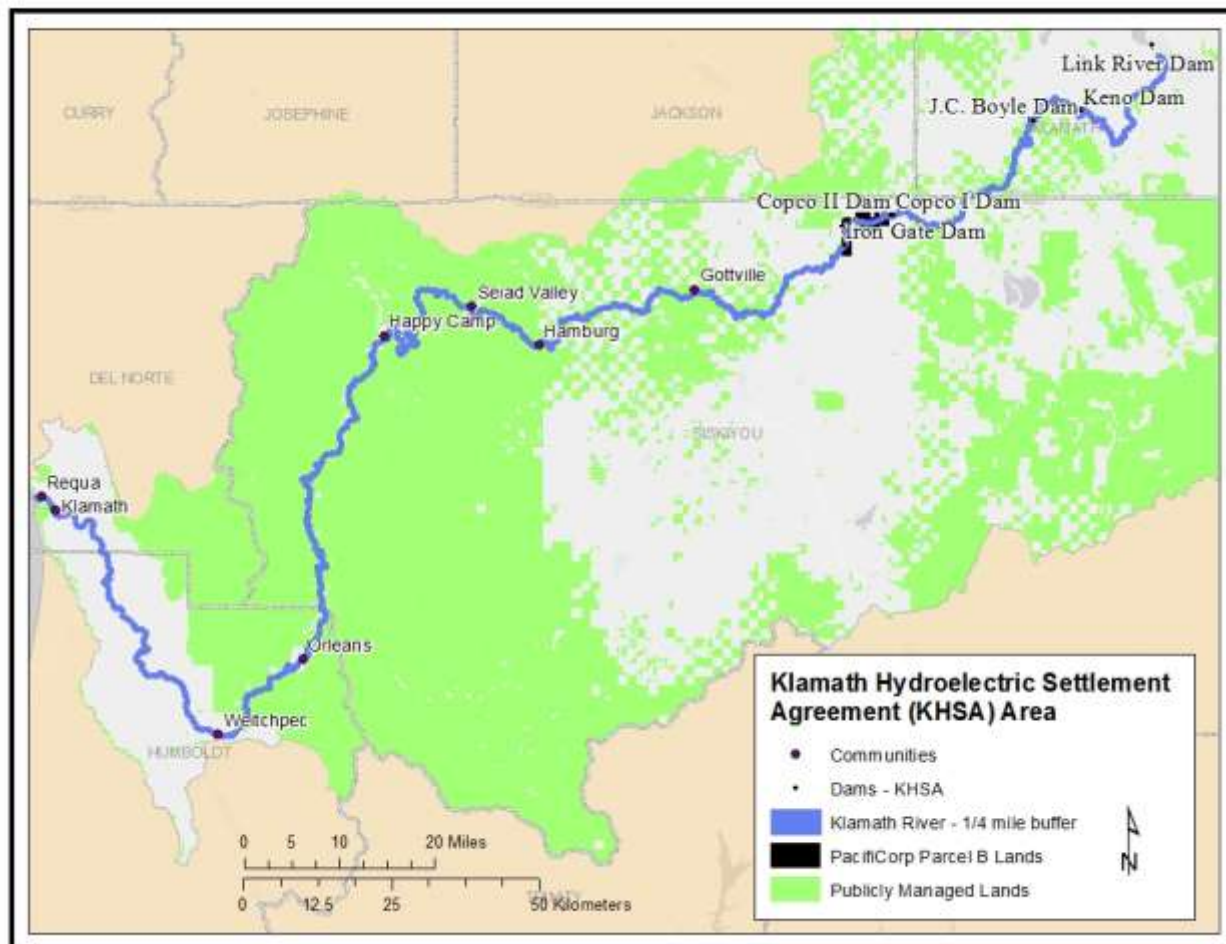 Link River Dam
CURRY
JOSEPHINE
JACKSON
J.C. Boyle Dam
Keno Dam
KLAMATH
Copco II Dam Copco I Dam
Iron Gate Dam
Gottville
Seiad Valley
Happy Camp
Hamburg
DEL NORTE
SISKIYOU
Requa
Klamath
Orleans
Weitchpec
HUMBOLDT
Klamath Hydroelectric Settlement
Agreement (KHSA) Area
Communities
Dams - KHSA
Klamath River - 1/4 mile buffer
PacifiCorp Parcel B Lands
Publicly Managed Lands
N
0 5 10 20 Miles
0 12.5 25 50 Kilometers